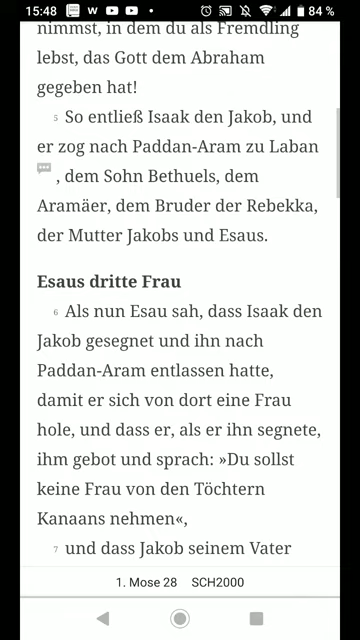 15:48
W
84 %
nimmst, in dem du als Fremdling
lebst, das Gott dem Abraham
gegeben hat!
5 So entließ Isaak den Jakob, und
er zog nach Paddan-Aram zu Laban
, dem Sohn Bethuels, dem
Aramäer, dem Bruder der Rebekka,
der Mutter Jakobs und Esaus.
Esaus dritte Frau
6 Als nun Esau sah, dass Isaak den
Jakob gesegnet und ihn nach
Paddan-Aram entlassen hatte,
damit er sich von dort eine Frau
hole, und dass er, als er ihn segnete,
ihm gebot und sprach: »Du sollst
keine Frau von den Töchtern
Kanaans nehmen«,
7 und dass Jakob seinem Vater
1. Mose 28 SCH2000